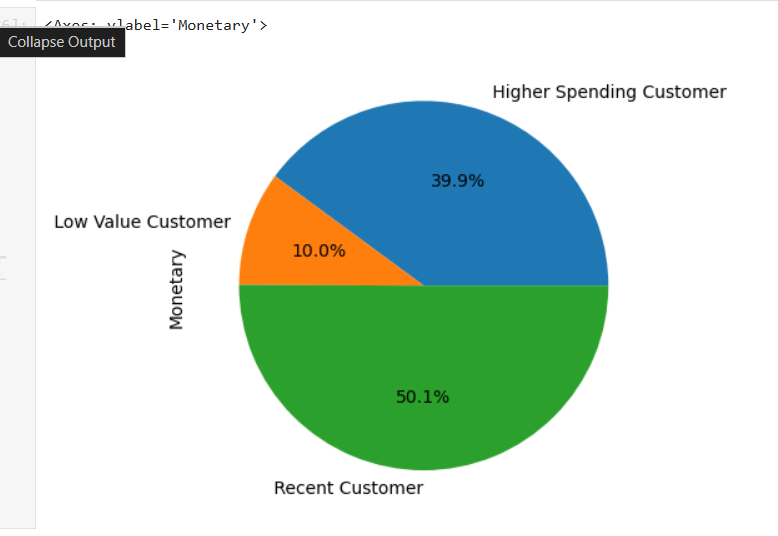 6]:
<Axes: ylabel='Monetary'>
Collapse Output
Higher Spending Customer
39.9%
Low Value Customer
10.0%
Monetary
50.1%
Recent Customer